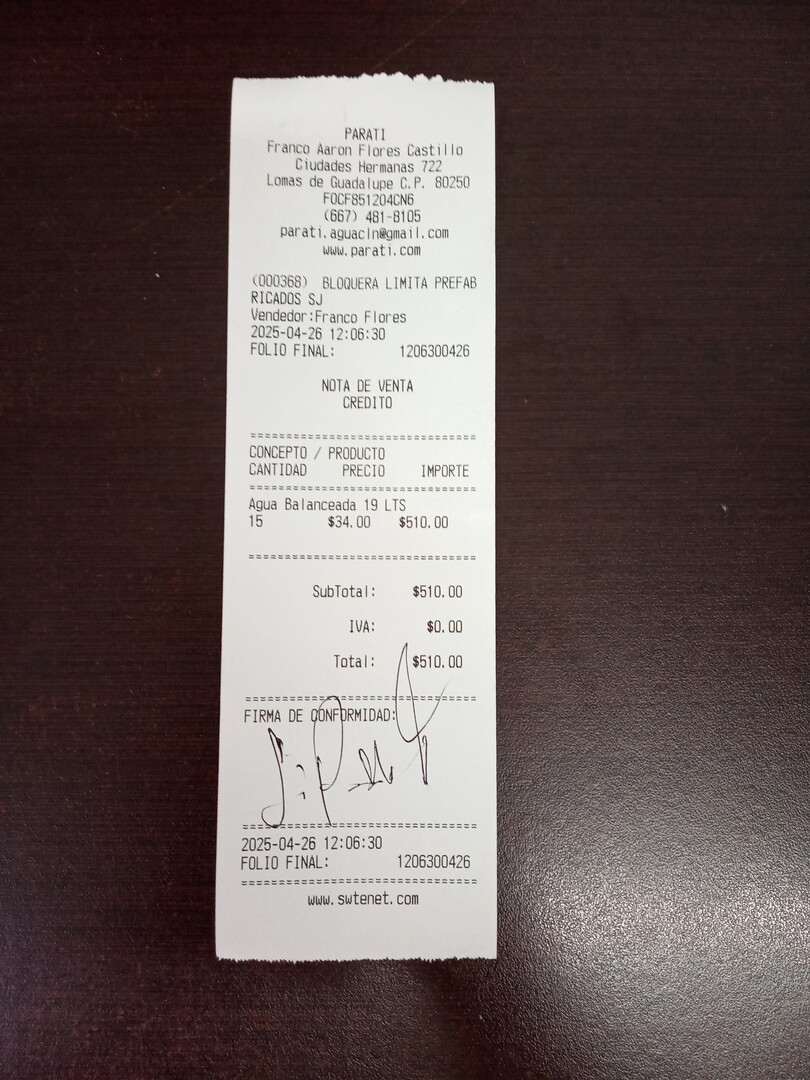 PARATI
Franco Aaron Flores Castillo
Ciudades Hermanas 722
Lomas de Guadalupe C.P. 80250
FOCF851204CN6
(667) 481-8105
parati.aguacln@gmail.com
www.parati.com
(000368) BLOQUERA LIMITA PREFAB
RICADOS SJ
Vendedor:Franco Flores
2025-04-26 12:06:30
FOLIO FINAL: 1206300426
NOTA DE VENTA
CREDITO
================================
CONCEPTO / PRODUCTO
CANTIDAD PRECIO IMPORTE
================================
Agua Balanceada 19 LTS
15 $34.00 $510.00
================================
SubTotal: $510.00
IVA: $0.00
Total: $510.00
================================
FIRMA DE CONFORMIDAD:
================================
2025-04-26 12:06:30
FOLIO FINAL: 1206300426
================================
www.swtenet.com